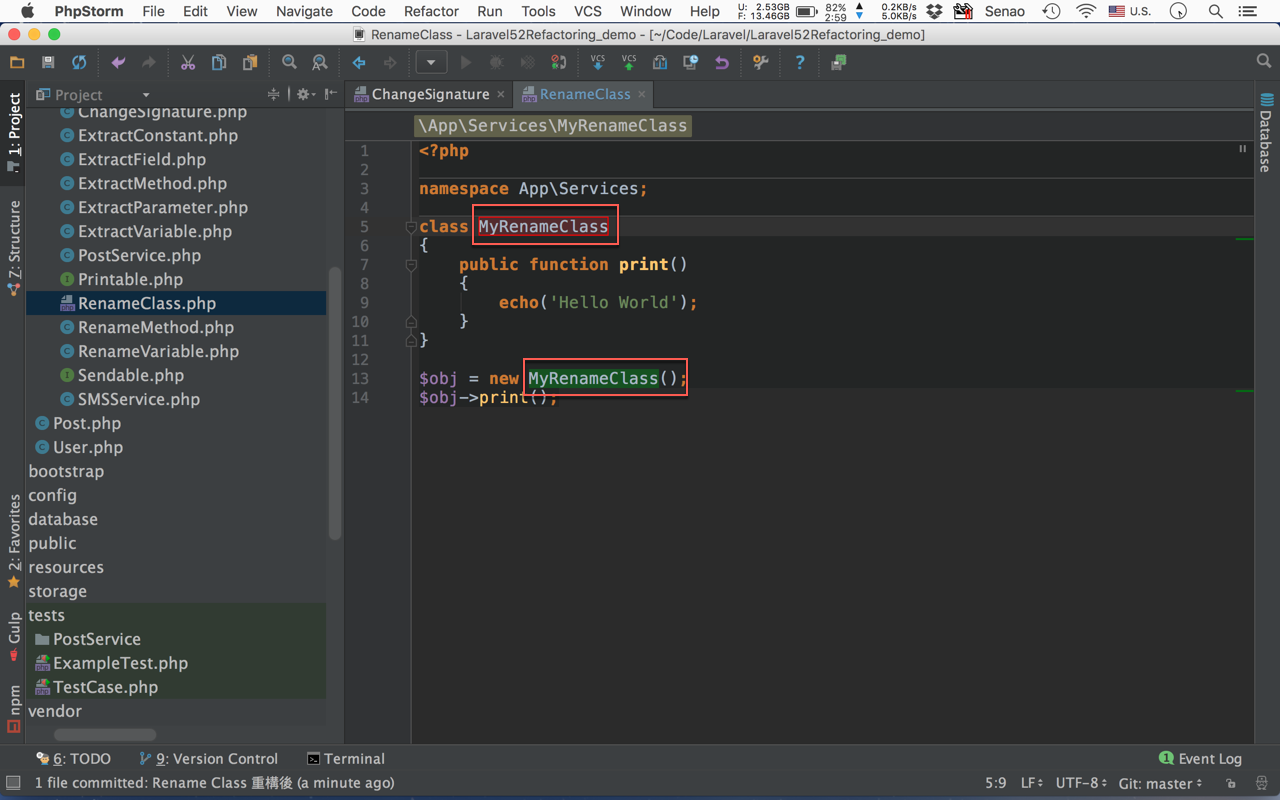 PhpStorm File Edit View Navigate Code Refactor Run Tools VCS Window Help U: 2.53GB F: 13.46GB 82% 2:59 0.2KB/s 5.0KB/s Senao U.S.
RenameClass - Laravel52Refactoring_demo - [~/Code/Laravel/Laravel52Refactoring_demo]
VCS VCS ?
1: Project
7: Structure
2: Favorites
Gulp
npm
Project
ChangeSignature.php
ExtractConstant.php
ExtractField.php
ExtractMethod.php
ExtractParameter.php
ExtractVariable.php
PostService.php
Printable.php
RenameClass.php
RenameMethod.php
RenameVariable.php
Sendable.php
SMSService.php
Post.php
User.php
bootstrap
config
database
public
resources
storage
tests
PostService
ExampleTest.php
TestCase.php
vendor
ChangeSignature × RenameClass ×
\App\Services\MyRenameClass
1 <?php
2
3 namespace App\Services;
4
5 class MyRenameClass
6 {
7 public function print()
8 {
9 echo('Hello World');
10 }
11 }
12
13 $obj = new MyRenameClass();
14 $obj->print();
Database
6: TODO 9: Version Control Terminal 1 Event Log
1 file committed: Rename Class 重構後 (a minute ago) 5:9 LF UTF-8 Git: master